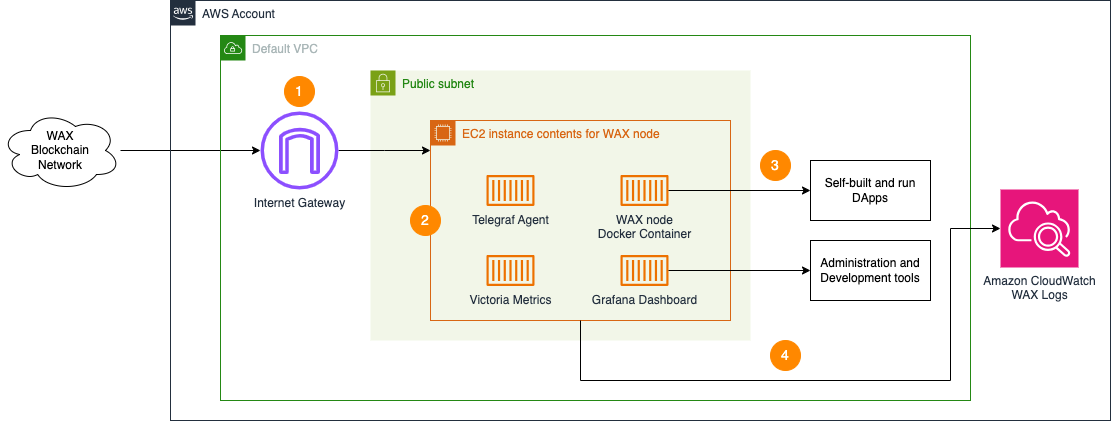 aws
AWS Account
Default VPC
1
Public subnet
WAX
Blockchain
Network
EC2 instance contents for WAX node
3
Internet Gateway
2
Telegraf Agent
WAX node
Docker Container
Self-built and run
DApps
Victoria Metrics
Grafana Dashboard
Administration and
Development tools
Amazon CloudWatch
WAX Logs
4